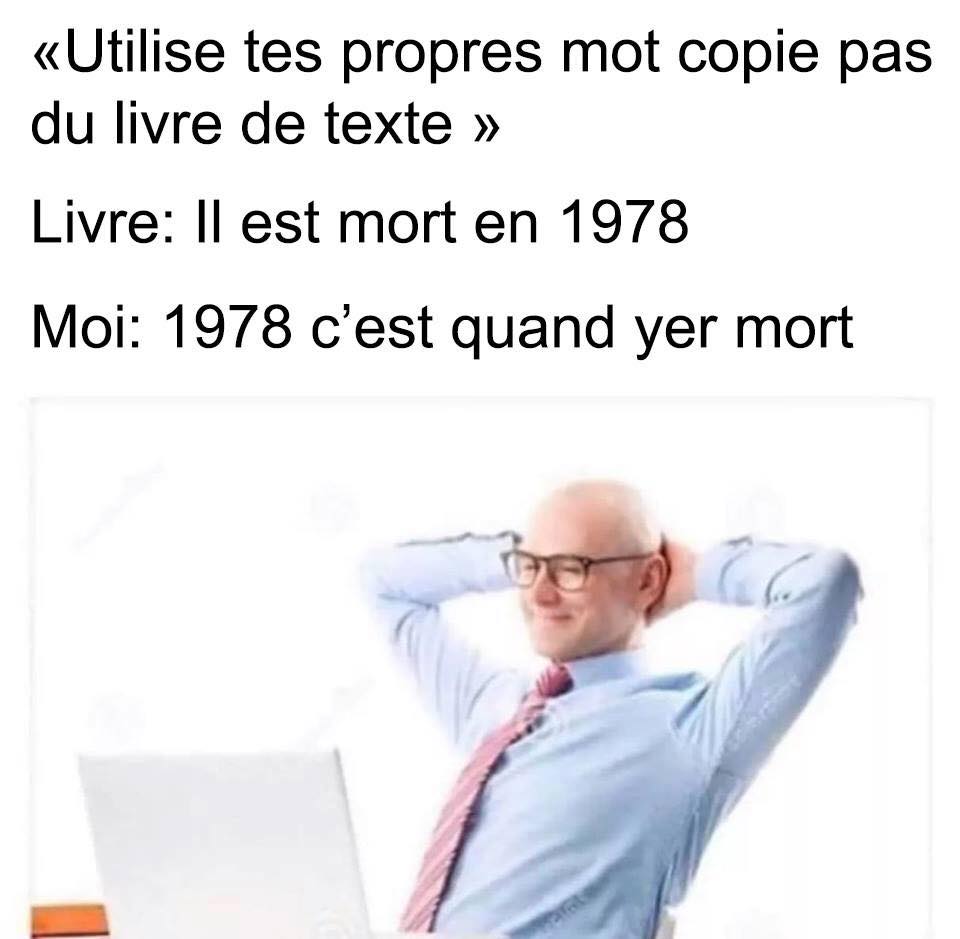 «Utilise tes propres mot copie pas
du livre de texte »
Livre: Il est mort en 1978
Moi: 1978 c’est quand yer mort